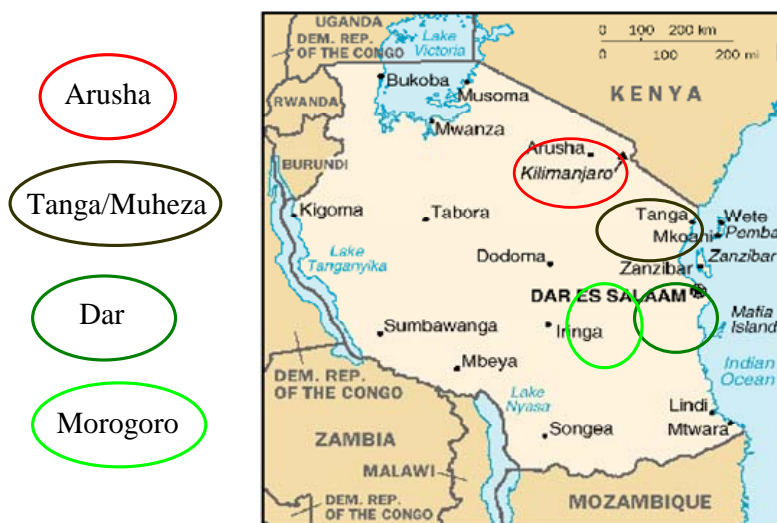 Arusha
Tanga/Muheza
Dar
Morogoro
UGANDA
DEM. REP.
OF THE CONGO
Lake
Victoria
0 100 200 km
0 100 200 mi
Bukoba
Musoma
KENYA
RWANDA
Mwanza
Arusha
Kilimanjaro
BURUNDI
Kigoma
Tabora
Tanga
Wete
Mkoani
Pemba
Lake
Tanganyika
Dodoma
Zanzibar
Zanzibar
DAR ES SALAAM
Mafia
Island
Sumbawanga
Iringa
Indian
Ocean
Mbeya
DEM. REP.
OF THE CONGO
Lake
Nyasa
Lindi
Mtwara
Songea
ZAMBIA
MALAWI
DEM. REP.
OF THE CONGO
MOZAMBIQUE